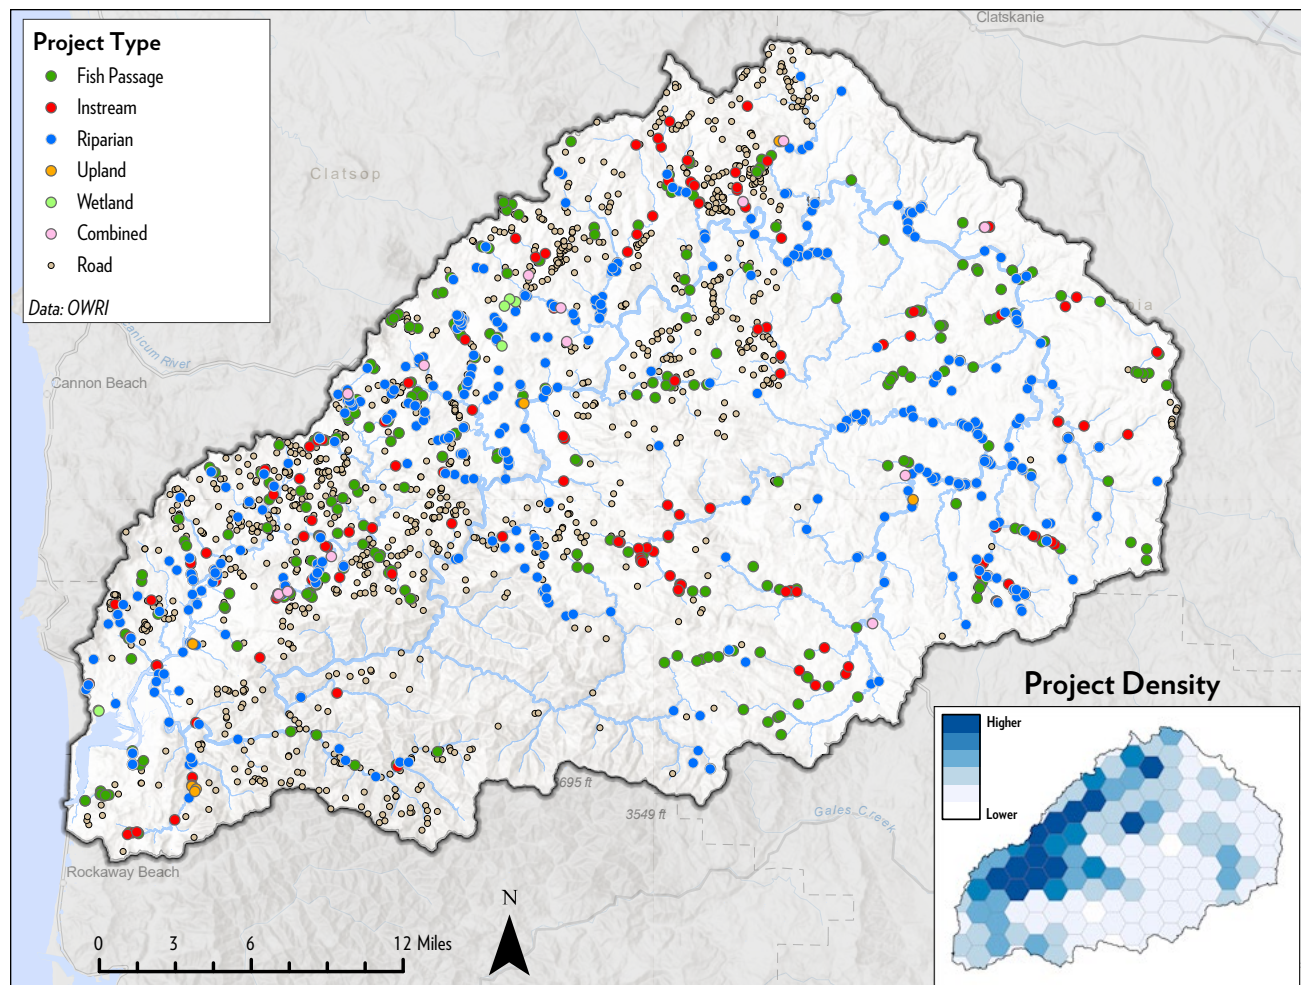 Clatskanie
Project Type
Fish Passage
Instream
Riparian
Upland
Wetland
Combined
Road
Data: OWRI
Clatsop
Cannon Beach
Project Density
Higher
Lower
695 ft
3549 ft
Gales Creek
Rockaway Beach
N
0 3 6 12 Miles